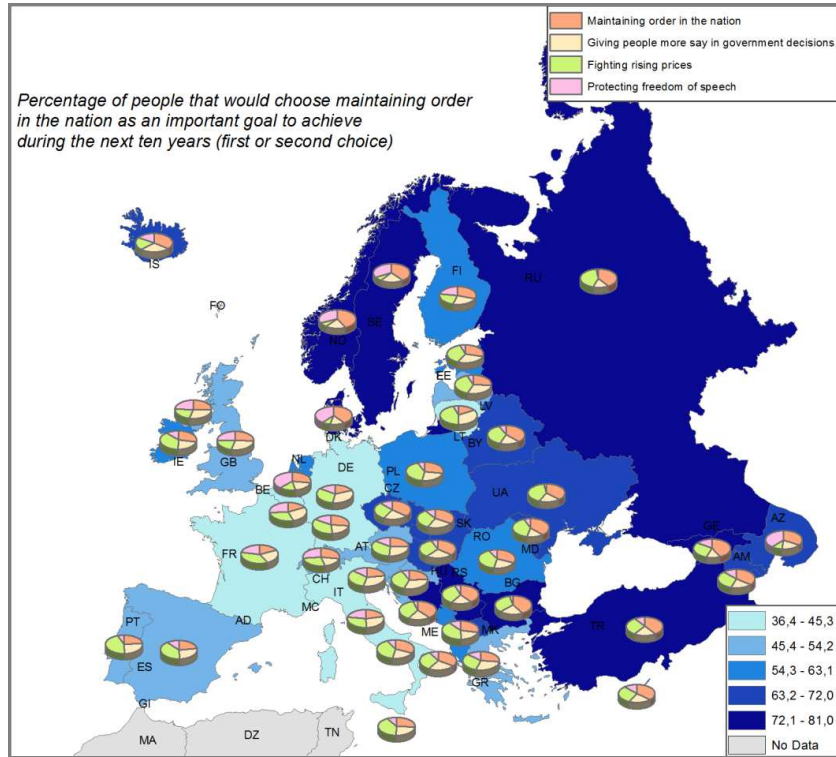 Maintaining order in the nation
Giving people more say in government decisions
Fighting rising prices
Protecting freedom of speech
Percentage of people that would choose maintaining order
in the nation as an important goal to achieve
during the next ten years (first or second choice)
IS
FO
FI
RU
SE
NO
EE
LV
DK
LT
BY
IE
GB
NL
DE
BE
PL
CZ
UA
SK
AZ
GE
RO
MD
AM
FR
AT
CH
HU
RS
IT
BG
MC
AD
PT
ME
MK
TR
ES
GR
GI
MA
DZ
TN
36,4 - 45,3
45,4 - 54,2
54,3 - 63,1
63,2 - 72,0
72,1 - 81,0
No Data